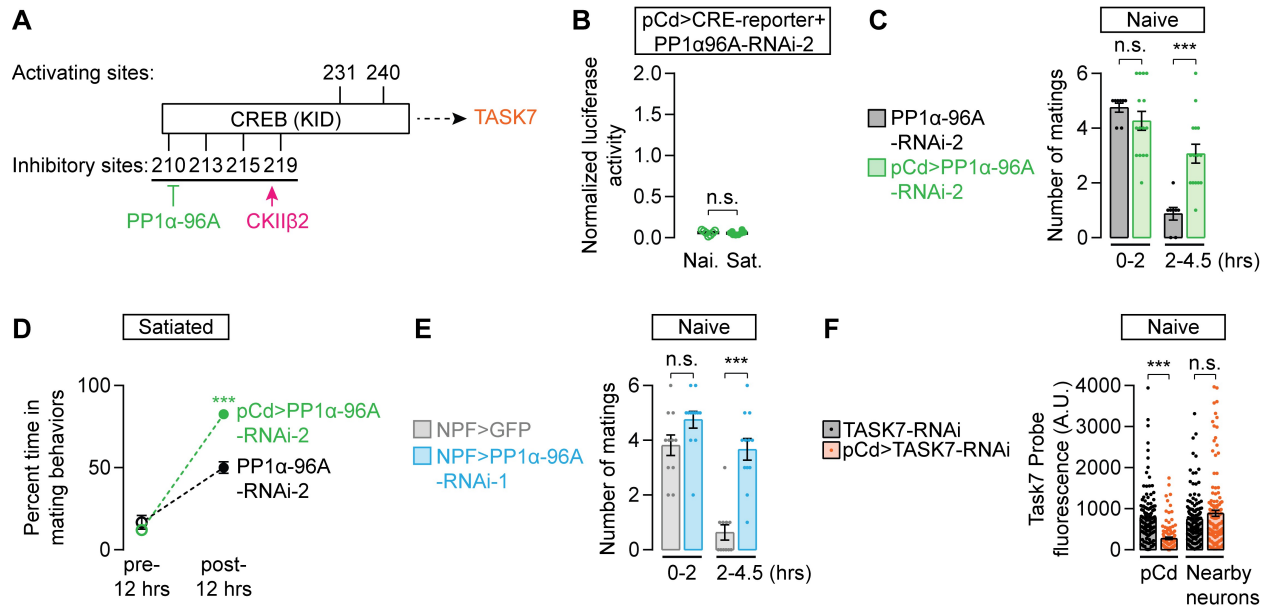 A
Activating sites:
231 240
CREB (KID)
TASK7
Inhibitory sites:
210 213 215 219
PP1α-96A
CKIIβ2
B
pCd>CRE-reporter+
PP1α96A-RNAi-2
Normalized luciferase
activity
2.0
1.5
1.0
0.5
0.0
n.s.
Nai. Sat.
C
Naive
PP1α-96A
-RNAi-2
pCd>PP1α-96A
-RNAi-2
Number of matings
6
4
2
0
n.s.
***
0-2 2-4.5 (hrs)
D
Satiated
Percent time in
mating behaviors
100
50
0
***
pCd>PP1α-96A
-RNAi-2
PP1α-96A
-RNAi-2
pre-
12 hrs
post-
12 hrs
E
Naive
NPF>GFP
NPF>PP1α-96A
-RNAi-1
Number of matings
6
4
2
0
n.s.
***
0-2 2-4.5 (hrs)
F
Naive
TASK7-RNAi
pCd>TASK7-RNAi
Task7 Probe
fluorescence (A.U.)
4000
3000
2000
1000
0
***
n.s.
pCd
Nearby
neurons